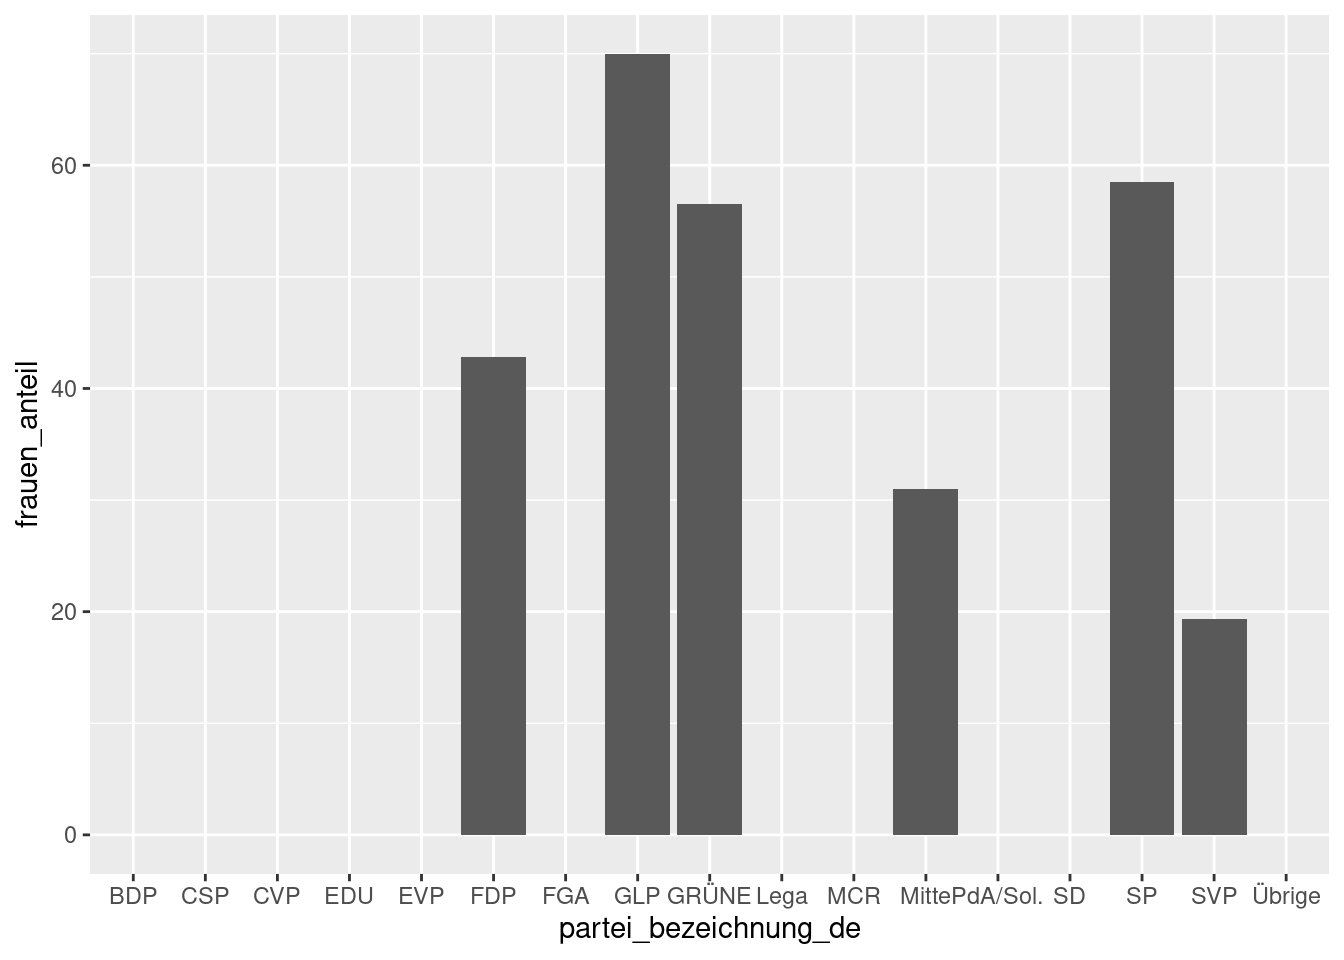 frauen_anteil
60
40
20
0
BDP CSP CVP EDU EVP FDP FGA GLP GRÜNE Lega MCR Mitte PdA/Sol. SD SP SVP Übrige
partei_bezeichnung_de